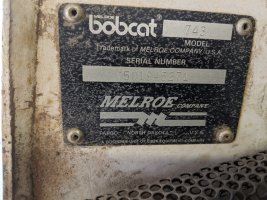 bobcat 743
MODEL
Trademark of MELROE COMPANY, U.S.A.
SERIAL NUMBER
MELROE COMPANY
FARGO NORTH DAKOTA U.S.A.